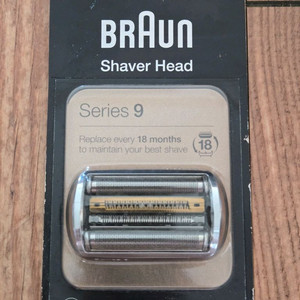 BRAUN
Shaver Head
Series 9
Replace every 18 months
to maintain your best shave
18